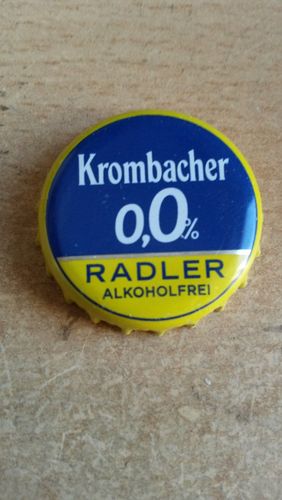 Krombacher
0,0%
RADLER
ALKOHOLFREI